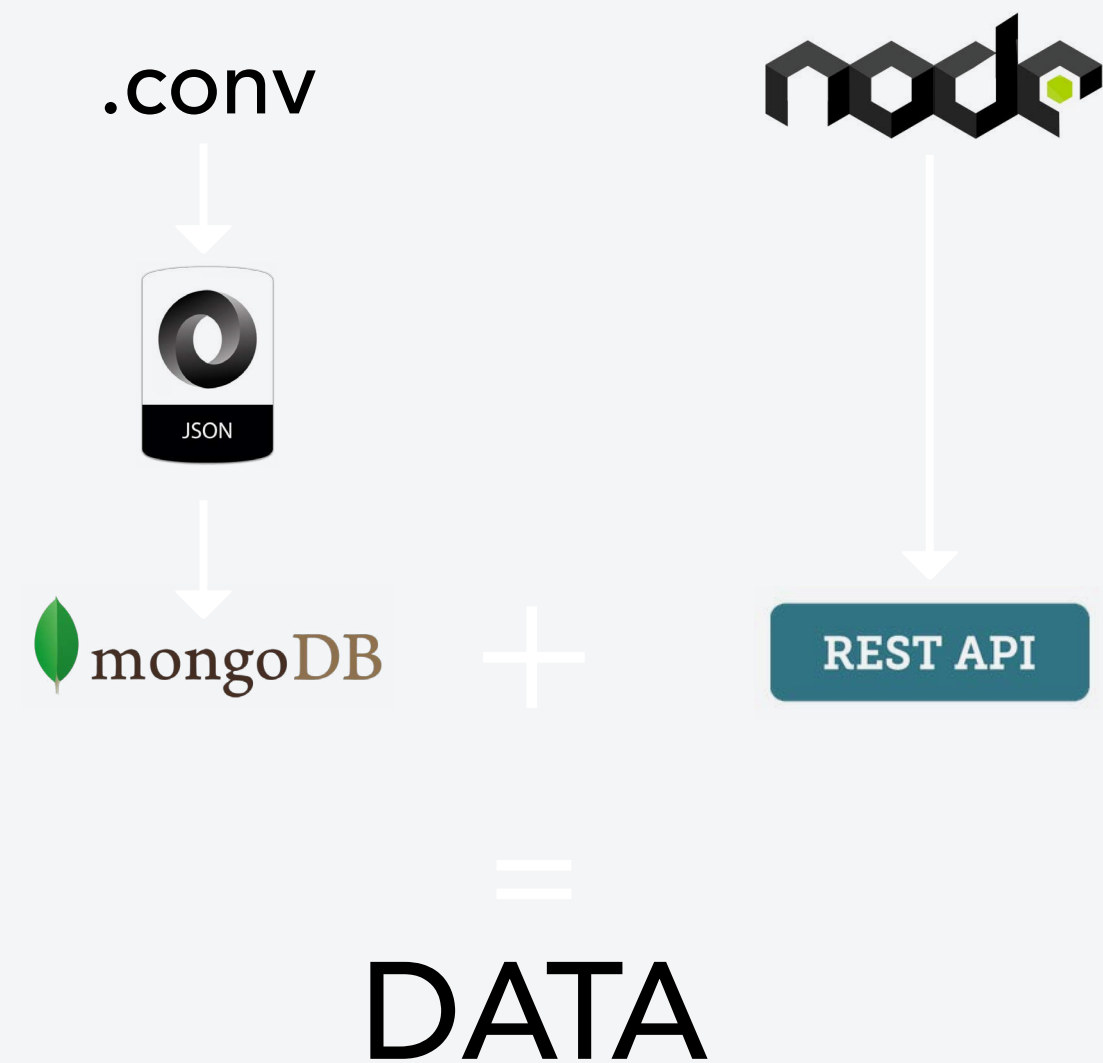 .conv
node
JSON
mongoDB
+
REST API
=
DATA